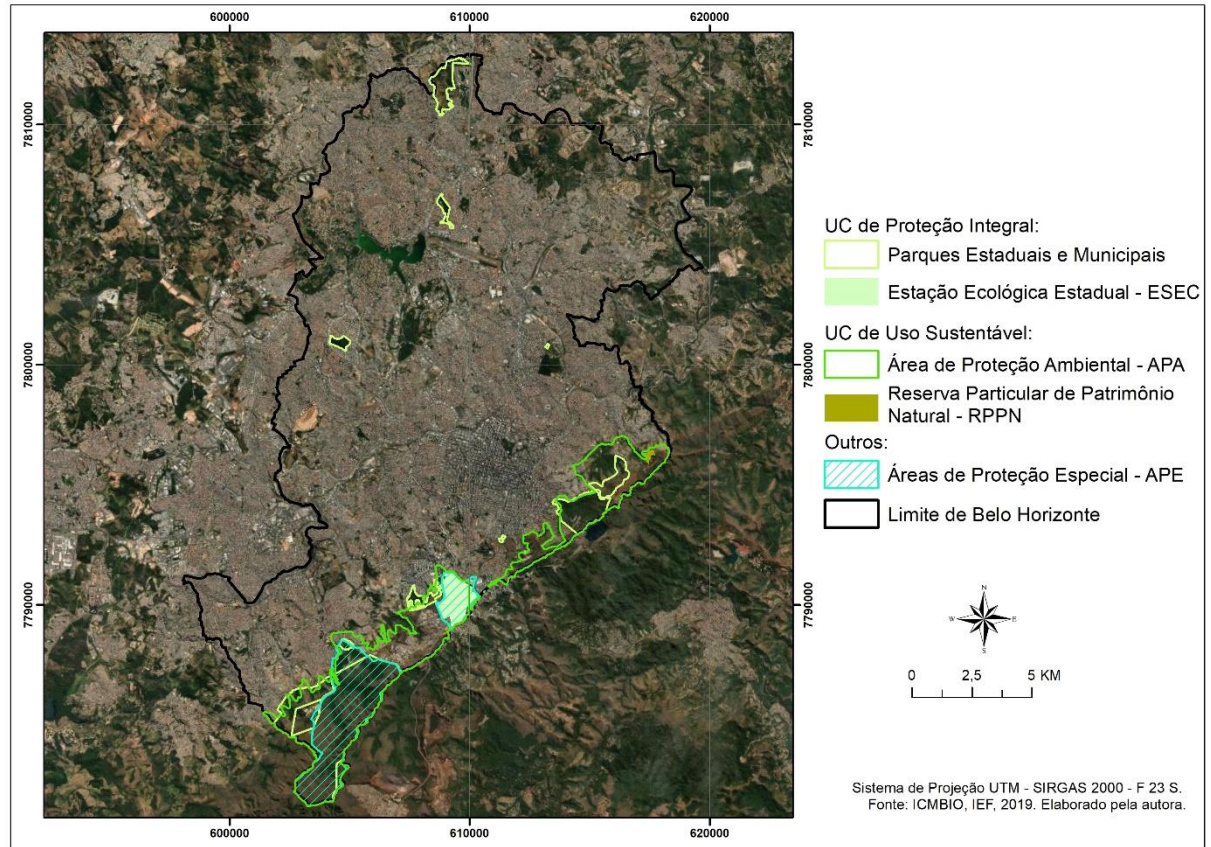 600000
610000
620000
7810000
7810000
7800000
7800000
7790000
7790000
600000
610000
620000
UC de Proteção Integral:
Parques Estaduais e Municipais
Estação Ecológica Estadual - ESEC
UC de Uso Sustentável:
Área de Proteção Ambiental - APA
Reserva Particular de Patrimônio
Natural - RPPN
Outros:
Áreas de Proteção Especial - APE
Limite de Belo Horizonte
N
W E
S
0 2,5 5 KM
Sistema de Projeção UTM - SIRGAS 2000 - F 23 S.
Fonte: ICMBIO, IEF, 2019. Elaborado pela autora.